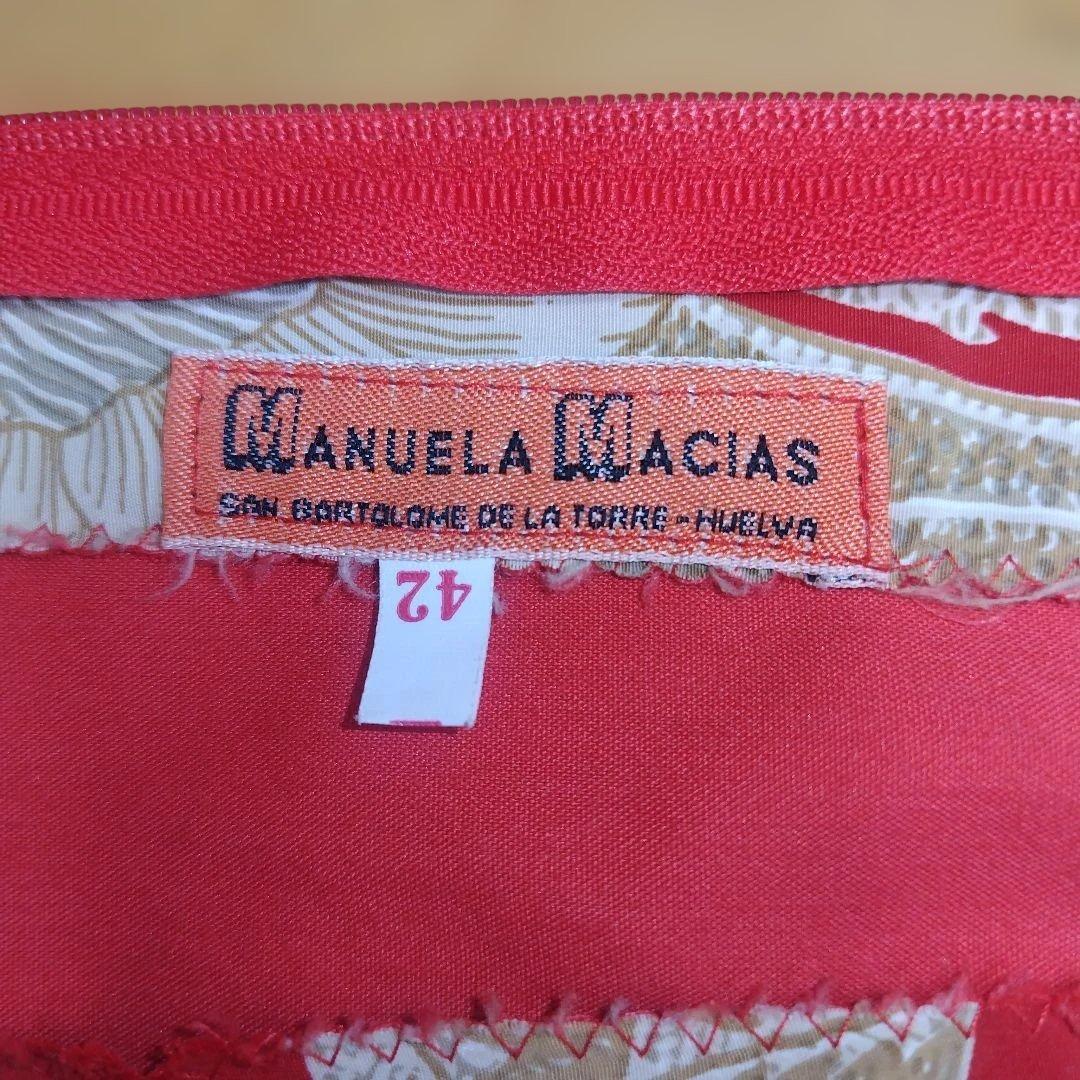 MANUELA MACIAS
SAN BARTOLOME DE LA TORRE - HUELVA
42